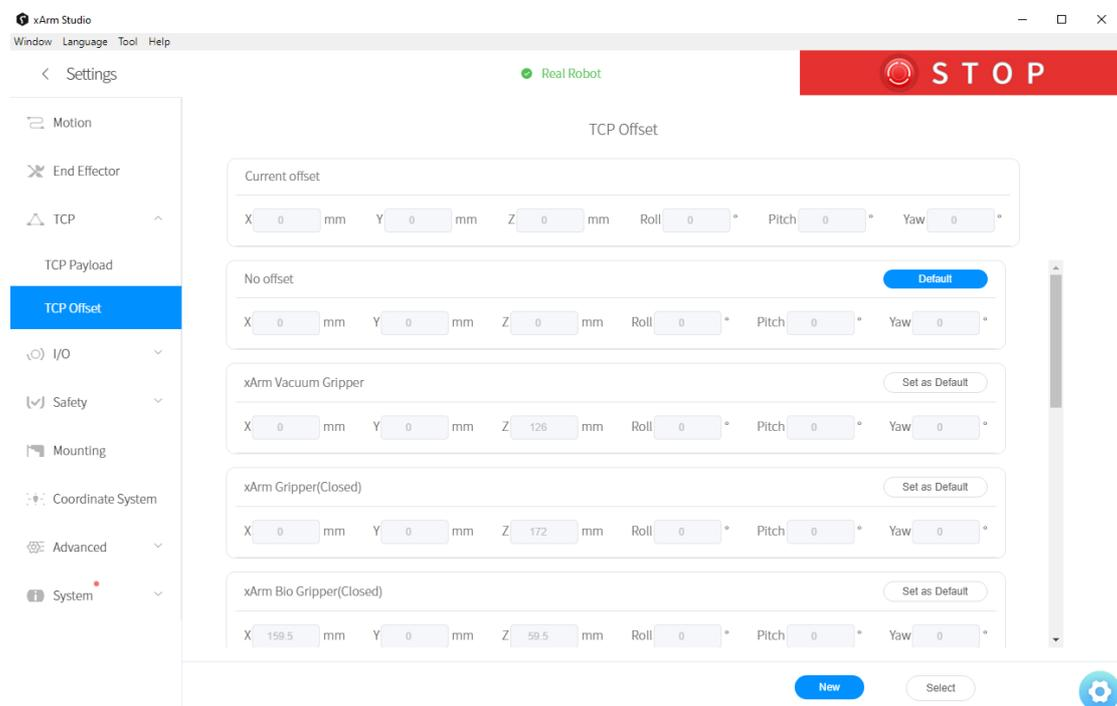 xArm Studio
Window Language Tool Help
Settings
Real Robot
STOP
Motion
End Effector
TCP
TCP Payload
TCP Offset
I/O
Safety
Mounting
Coordinate System
Advanced
System
TCP Offset
Current offset
X 0 mm Y 0 mm Z 0 mm Roll 0 ° Pitch 0 ° Yaw 0 °
No offset Default
X 0 mm Y 0 mm Z 0 mm Roll 0 ° Pitch 0 ° Yaw 0 °
xArm Vacuum Gripper Set as Default
X 0 mm Y 0 mm Z 126 mm Roll 0 ° Pitch 0 ° Yaw 0 °
xArm Gripper(Closed) Set as Default
X 0 mm Y 0 mm Z 172 mm Roll 0 ° Pitch 0 ° Yaw 0 °
xArm Bio Gripper(Closed) Set as Default
X 159.5 mm Y 0 mm Z 59.5 mm Roll 0 ° Pitch 0 ° Yaw 0 °
New Select